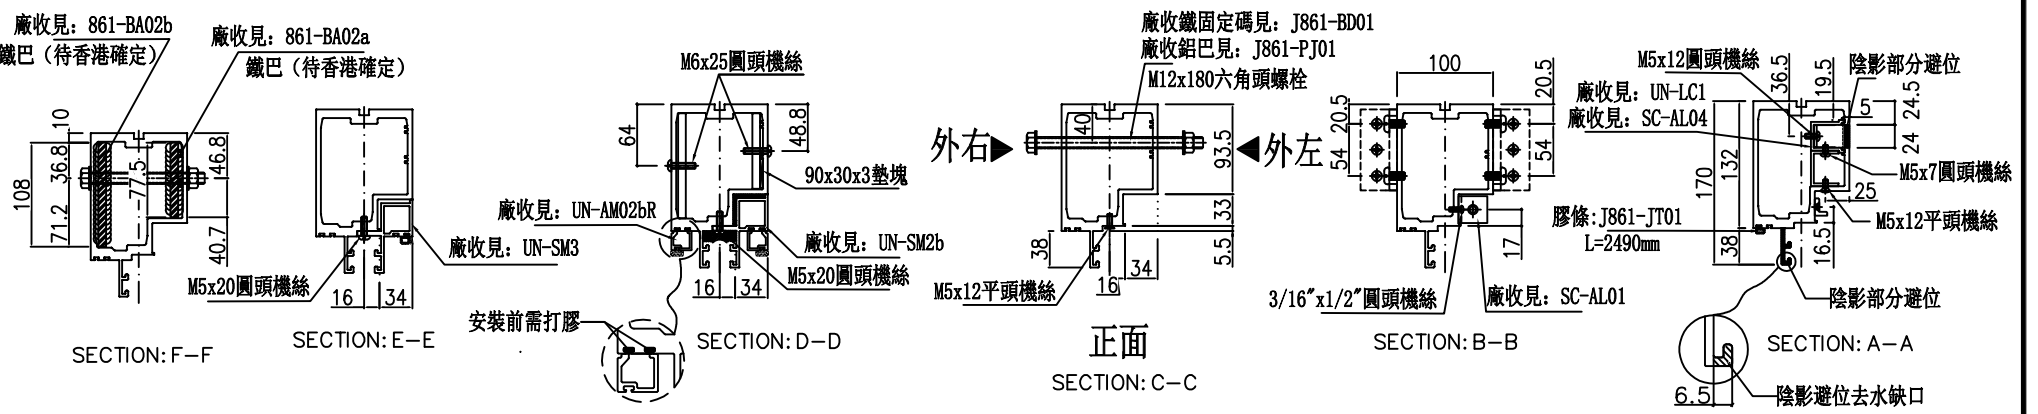 廠收見: 861-BA02b
鐵巴 (待香港確定)
廠收見: 861-BA02a
鐵巴 (待香港確定)
10
36.8
108
71.2
77.5
46.8
40.7
SECTION: F-F
M5x20圓頭機絲
廠收見: UN-SM3
16
34
SECTION: E-E
M6x25圓頭機絲
64
48.8
90x30x3墊塊
廠收見: UN-AM02bR
廠收見: UN-SM2b
M5x20圓頭機絲
16
34
安裝前需打膠
SECTION: D-D
廠收鐵固定碼見: J861-BD01
廠收鋁巴見: J861-PJ01
M12x180六角頭螺栓
外右
外左
40
93.5
33
5.5
38
34
16
M5x12平頭機絲
正面
SECTION: C-C
100
20.5
20.5
54
54
17
3/16"x1/2"圓頭機絲
廠收見: SC-AL01
SECTION: B-B
M5x12圓頭機絲
36.5
19.5
陰影部分避位
5
24.5
24
廠收見: UN-LC1
廠收見: SC-AL04
132
170
M5x7圓頭機絲
25
膠條:J861-JT01
L=2490mm
M5x12平頭機絲
38
16.5
陰影部分避位
SECTION: A-A
陰影避位去水缺口
6.5